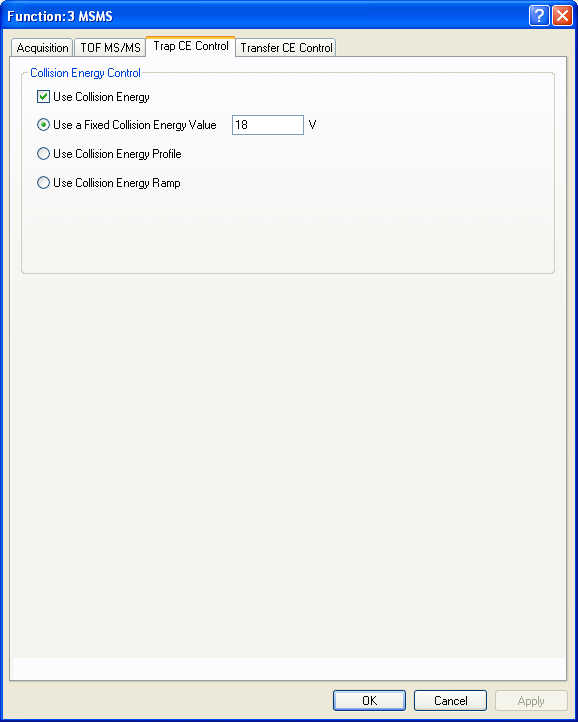 Function: 3 MSMS
Acquisition TOF MS/MS Trap CE Control Transfer CE Control
Collision Energy Control
Use Collision Energy
Use a Fixed Collision Energy Value 18 V
Use Collision Energy Profile
Use Collision Energy Ramp
OK Cancel Apply